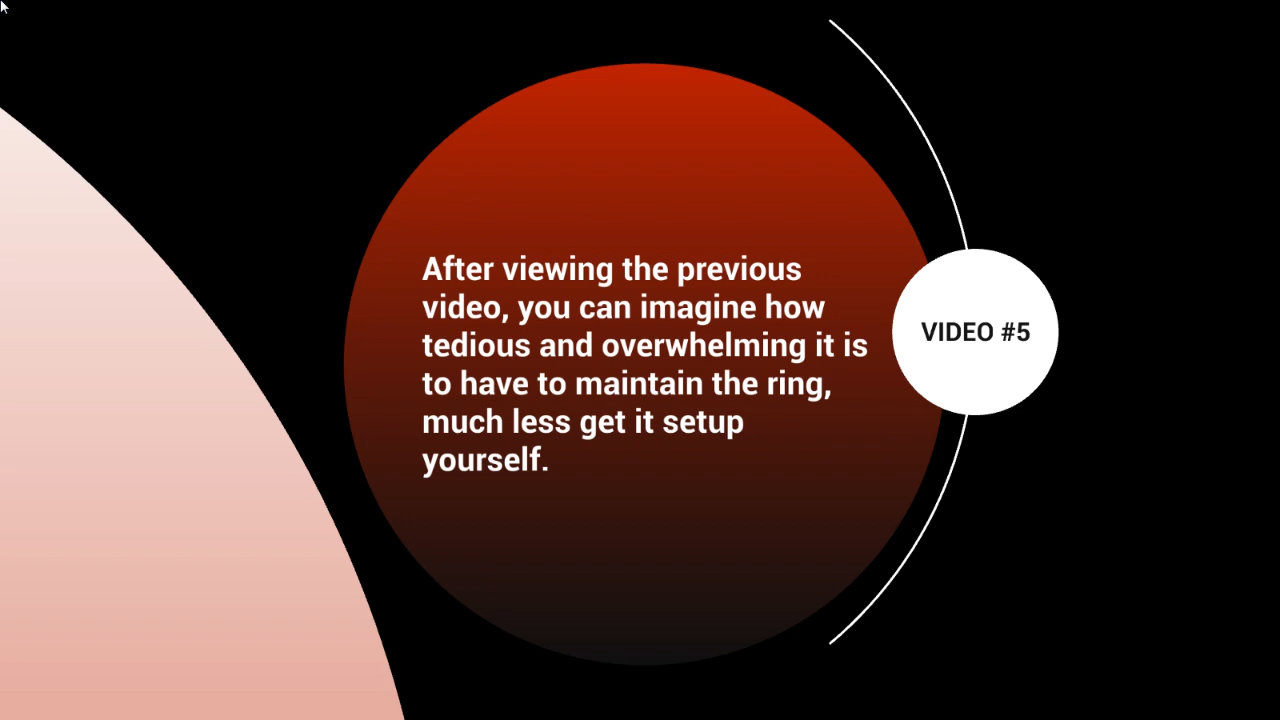 After viewing the previous
video, you can imagine how
tedious and overwhelming it is
to have to maintain the ring,
much less get it setup
yourself.
VIDEO #5